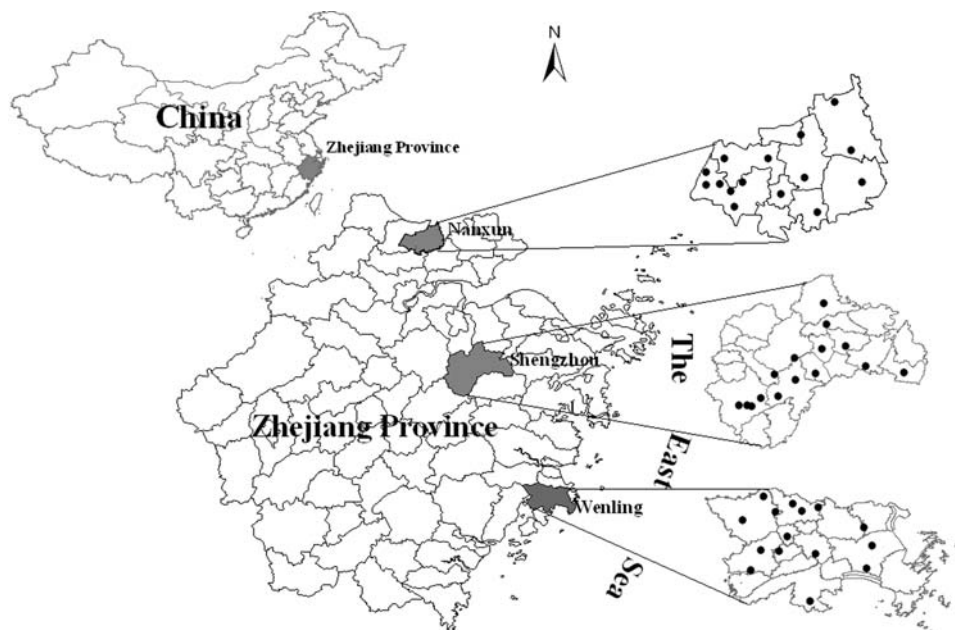 N
China
Zhejiang Province
Nanxun
Shengzhou
Zhejiang Province
Wenling
The
East
Sea